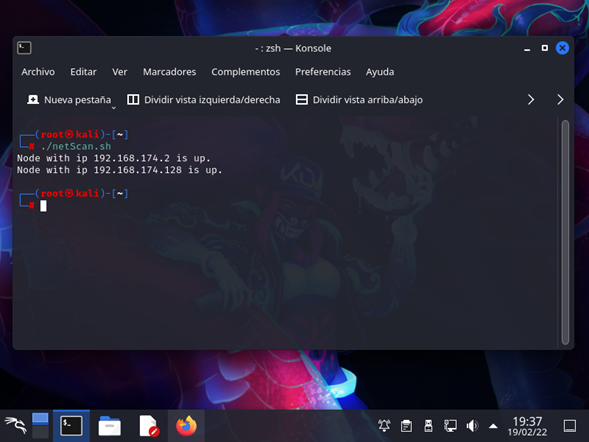 - : zsh — Konsole
Archivo Editar Ver Marcadores Complementos Preferencias Ayuda
Nueva pestaña Dividir vista izquierda/derecha Dividir vista arriba/abajo
┌──(root㉿kali)-[~]
└─# ./netScan.sh
Node with ip 192.168.174.2 is up.
Node with ip 192.168.174.128 is up.
┌──(root㉿kali)-[~]
└─#
19:37
19/02/22